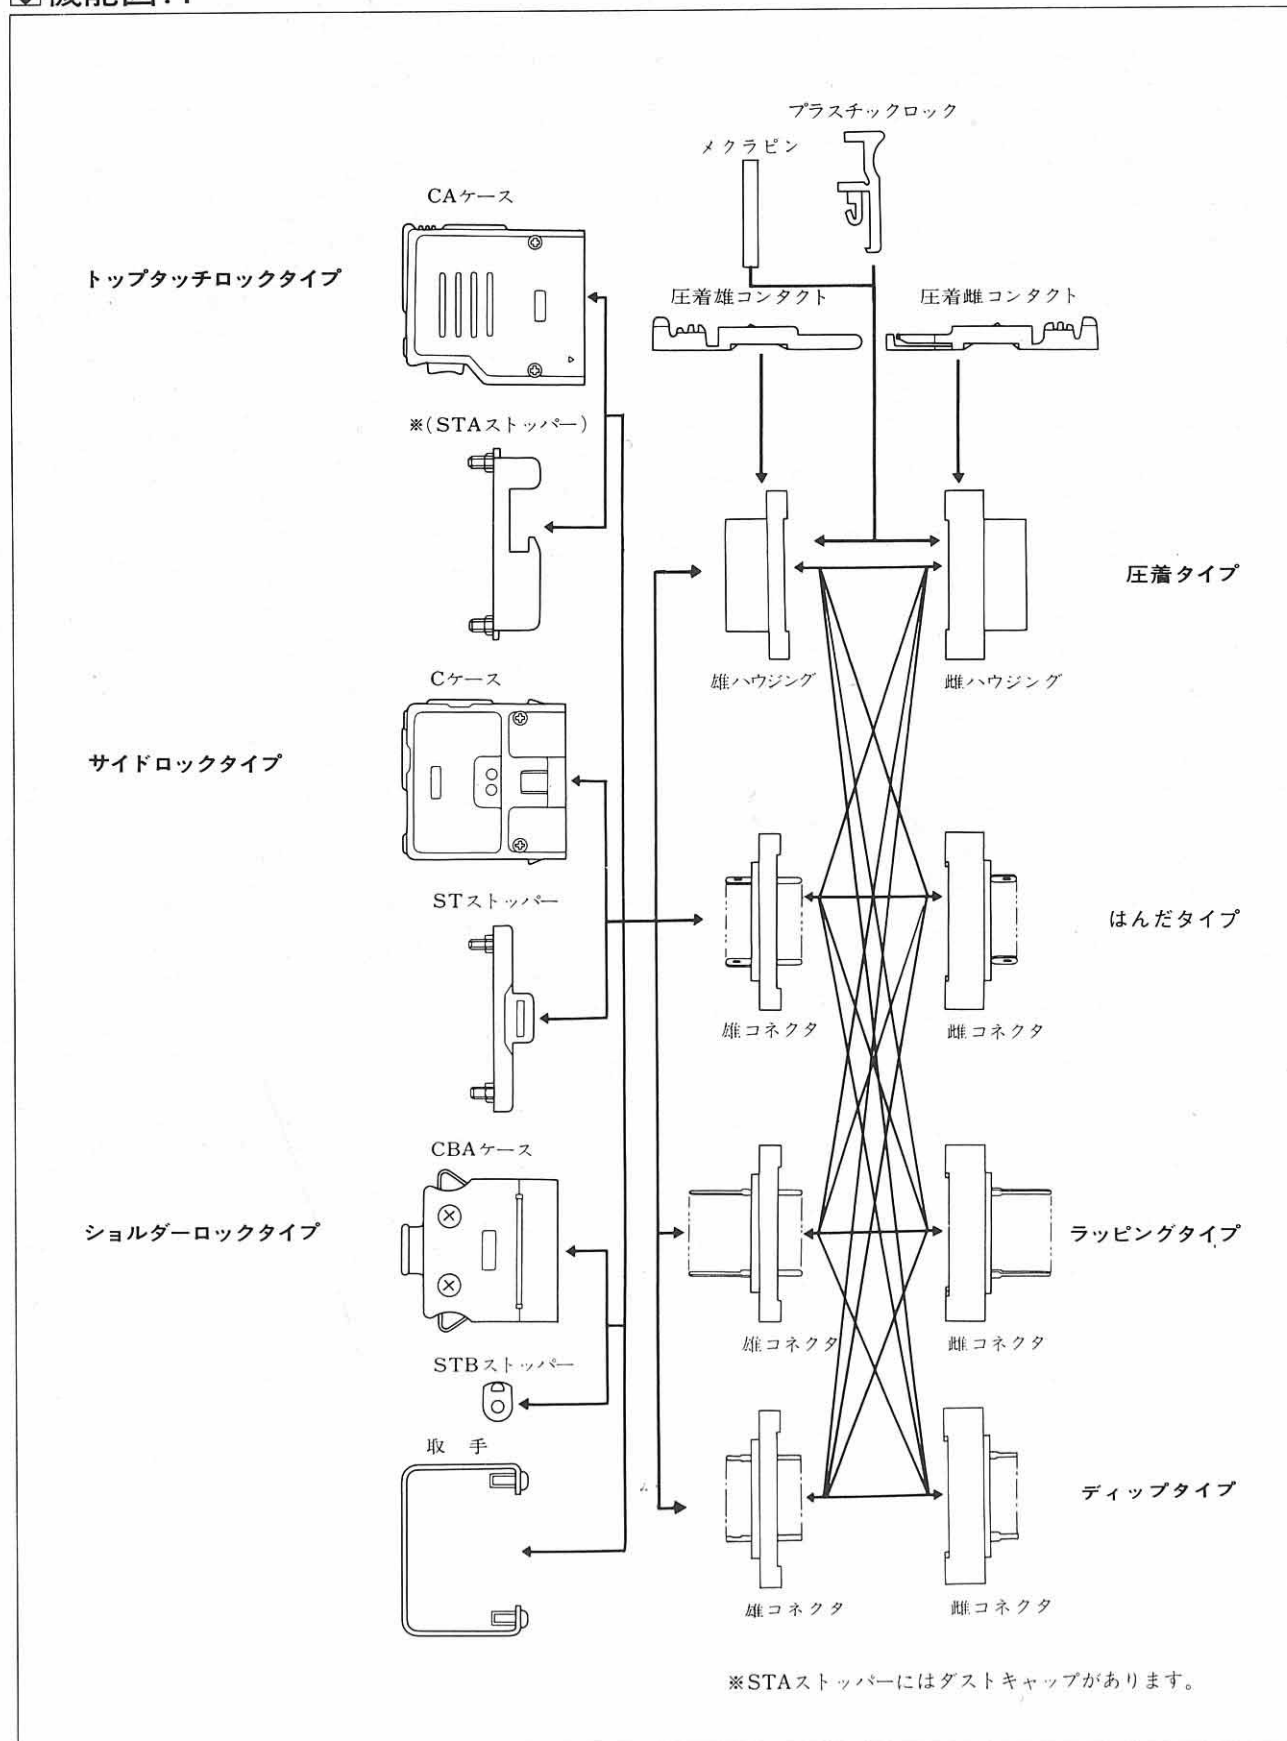 機能図
プラスチックロック
メクラピン
CAケース
トップタッチロックタイプ
圧着雄コンタクト
圧着雌コンタクト
※(STAストッパー)
圧着タイプ
Cケース
雄ハウジング
雌ハウジング
サイドロックタイプ
STストッパー
はんだタイプ
雄コネクタ
雌コネクタ
CBAケース
ショルダーロックタイプ
ラッピングタイプ
雄コネクタ
雌コネクタ
STBストッパー
取 手
ディップタイプ
雄コネクタ
雌コネクタ
※STAストッパーにはダストキャップがあります。